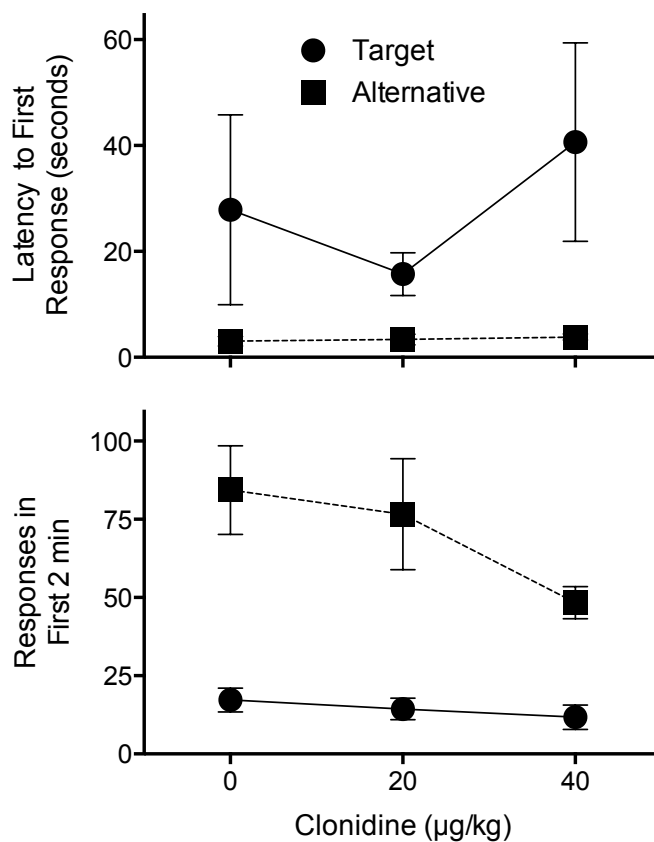 60
40
20
0
Latency to First
Response (seconds)
Target
Alternative
100
75
50
25
0
Responses in
First 2 min
0 20 40
Clonidine (µg/kg)